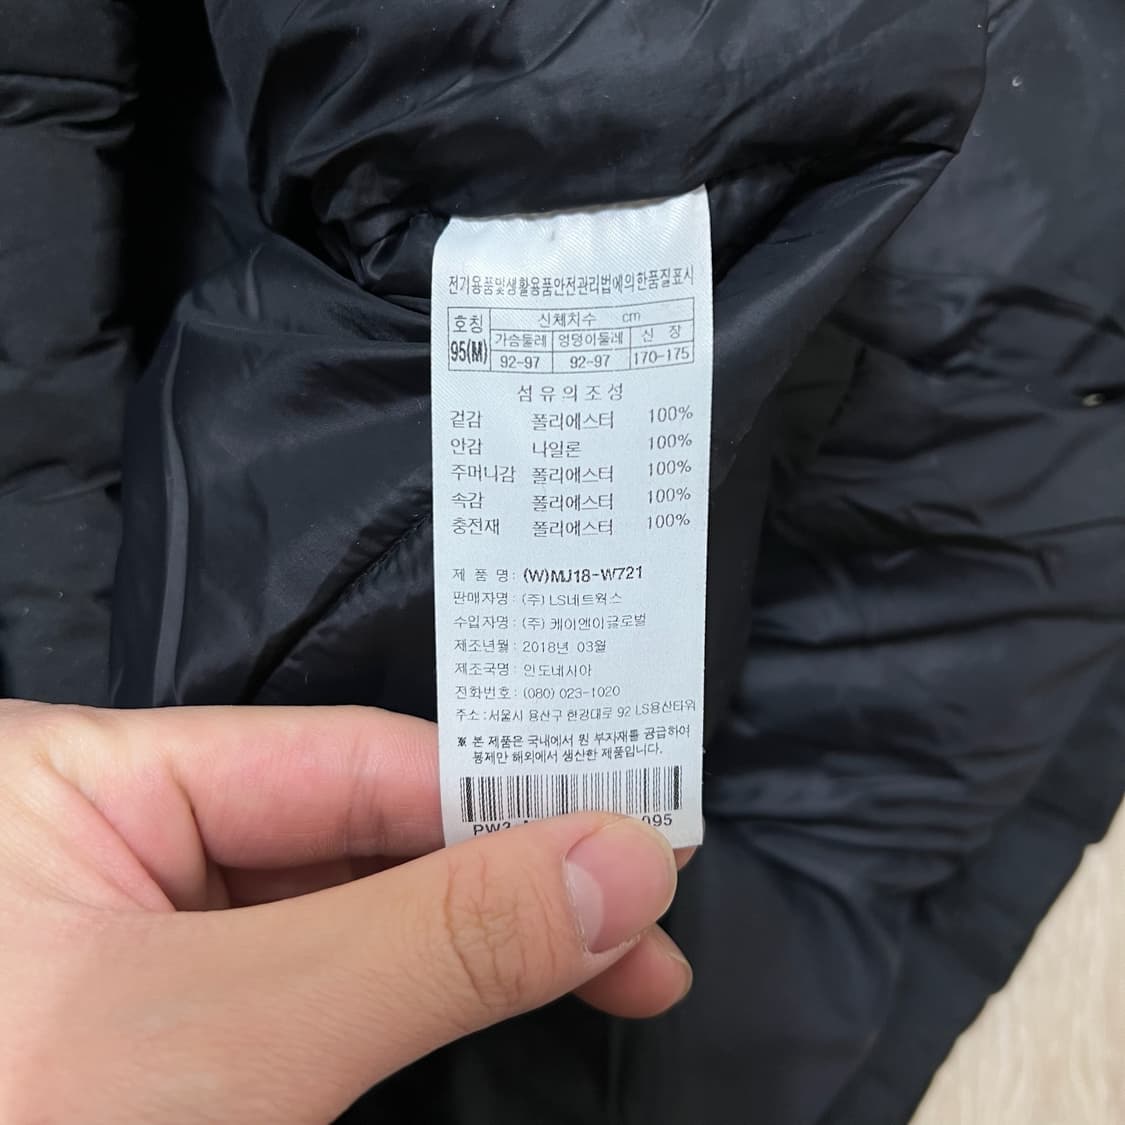 전기용품및생활용품안전관리법에의한품질표시
호칭 신체치수 cm
가슴둘레 엉덩이둘레 신 장
95(M) 92-97 92-97 170-175
섬유의조성
겉감 폴리에스터 100%
안감 나일론 100%
주머니감 폴리에스터 100%
속감 폴리에스터 100%
충전재 폴리에스터 100%
제 품 명: (W)MJ18-W721
판매자명: (주) LS네트웍스
수입자명: (주) 케이앤이글로벌
제조년월: 2018년 03월
제조국명: 인도네시아
전화번호: (080) 023-1020
주소:서울시 용산구 한강대로 92 LS용산타워
※ 본 제품은 국내에서 원 부자재를 공급하여
봉제만 해외에서 생산한 제품입니다.
PW3 095